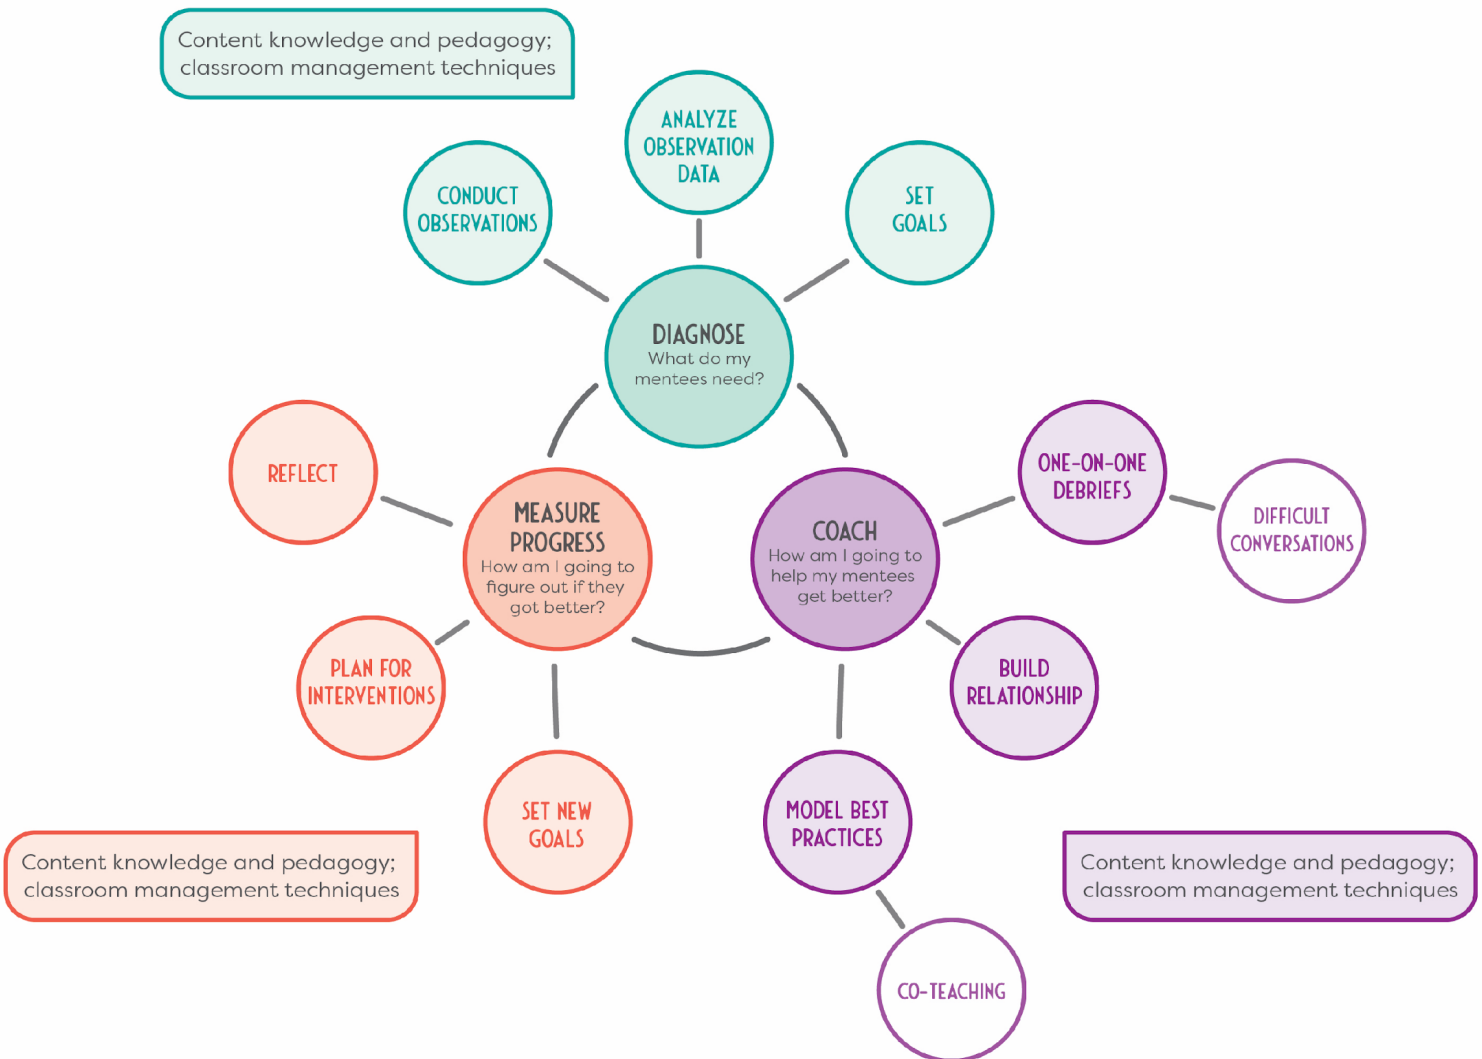 Content knowledge and pedagogy;
classroom management techniques
ANALYZE
OBSERVATION
DATA
CONDUCT
OBSERVATIONS
SET
GOALS
DIAGNOSE
What do my
mentees need?
REFLECT
MEASURE
PROGRESS
How am I going to
figure out if they
got better?
COACH
How am I going to
help my mentees
get better?
ONE-ON-ONE
DEBRIEFS
DIFFICULT
CONVERSATIONS
PLAN FOR
INTERVENTIONS
BUILD
RELATIONSHIP
SET NEW
GOALS
MODEL BEST
PRACTICES
Content knowledge and pedagogy;
classroom management techniques
Content knowledge and pedagogy;
classroom management techniques
CO-TEACHING